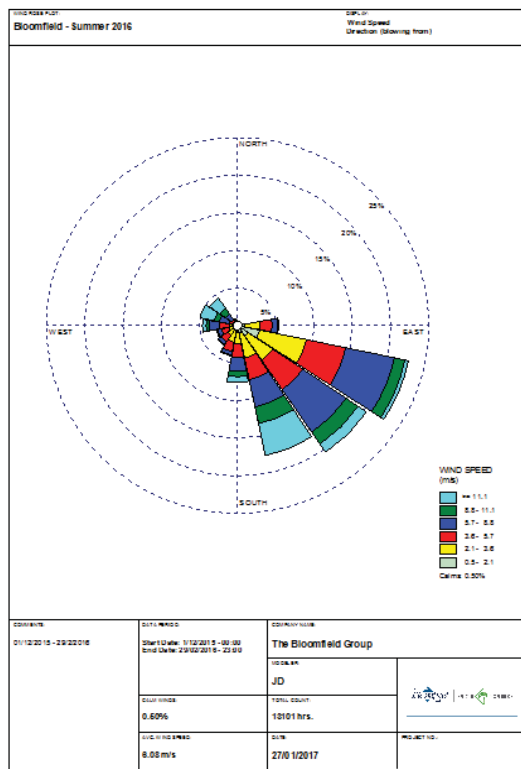 WIND ROSE PLOT:
Bloomfield - Summer 2016
DISPLAY:
Wind Speed
Direction (blowing from)
NORTH
25%
20%
15%
10%
5%
WEST
EAST
SOUTH
WIND SPEED
(m/s)
>= 11.1
8.8 - 11.1
5.7 - 8.8
3.6 - 5.7
2.1 - 3.6
0.5 - 2.1
Calms: 0.50%
COMMENTS:
01/12/2015 - 29/2/2016
DATA PERIOD:
Start Date: 1/12/2015 - 00:00
End Date: 29/02/2016 - 23:00
COMPANY NAME:
The Bloomfield Group
MODELER:
JD
CALM WINDS:
0.50%
TOTAL COUNT:
13101 hrs.
AVG. WIND SPEED:
6.08 m/s
DATE:
27/01/2017
PROJECT NO.: